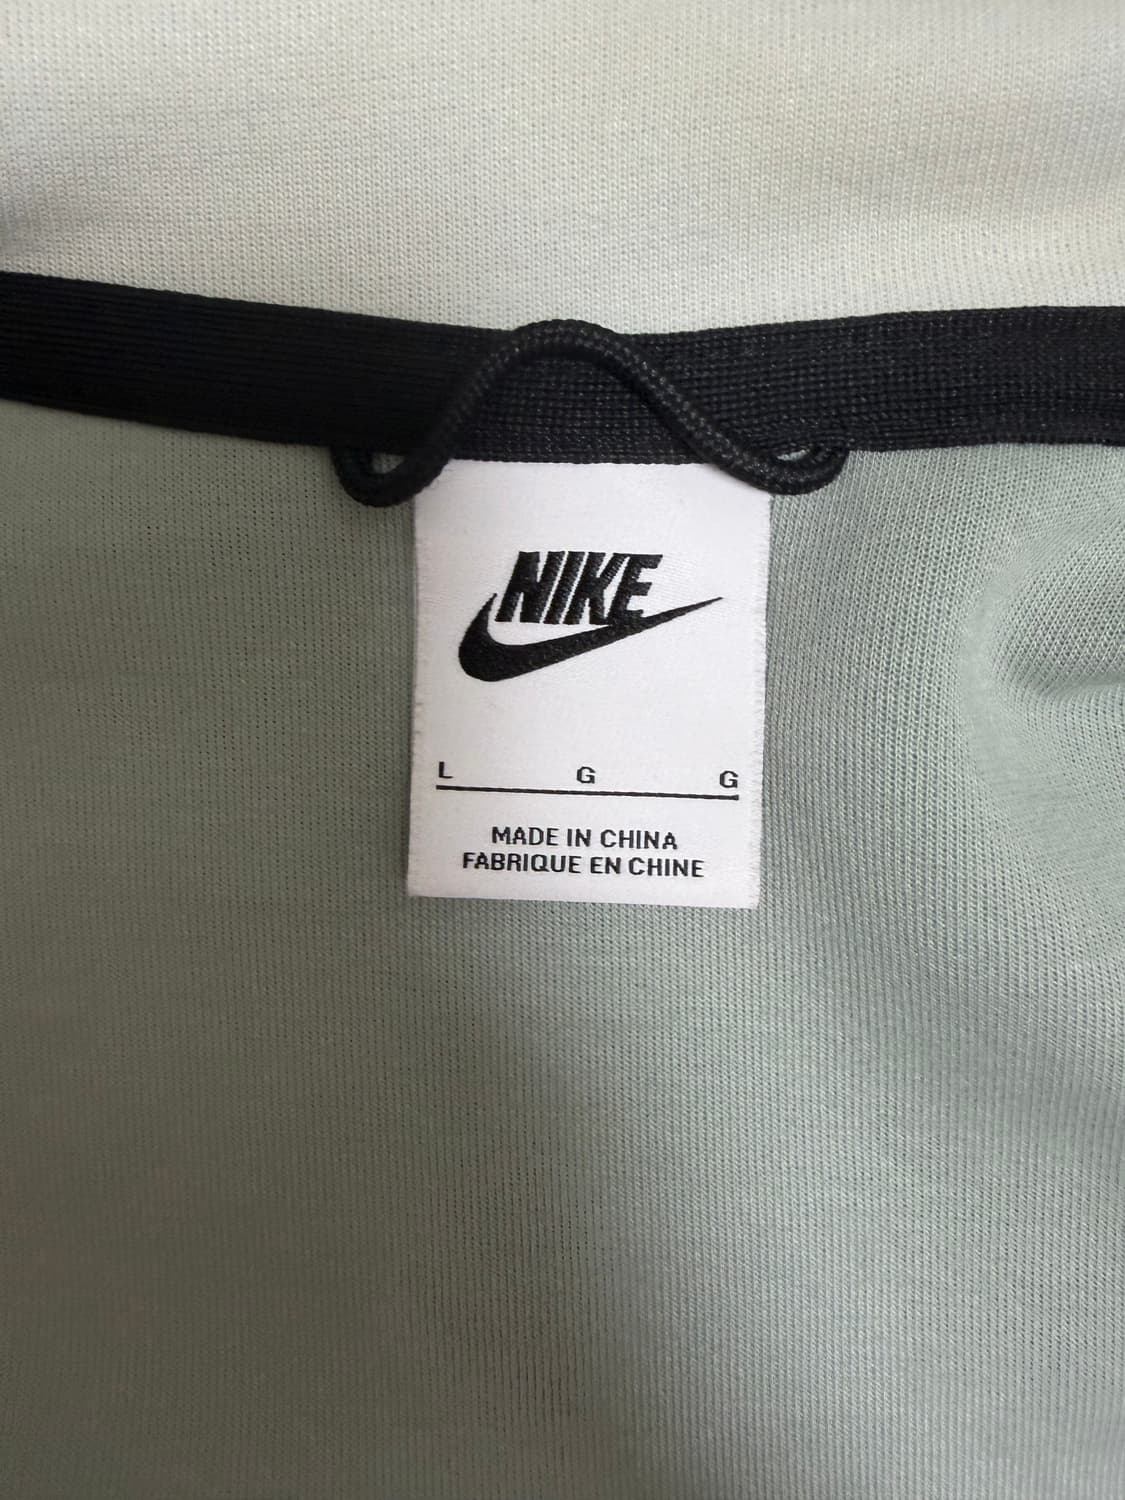 NIKE
L G G
MADE IN CHINA
FABRIQUE EN CHINE